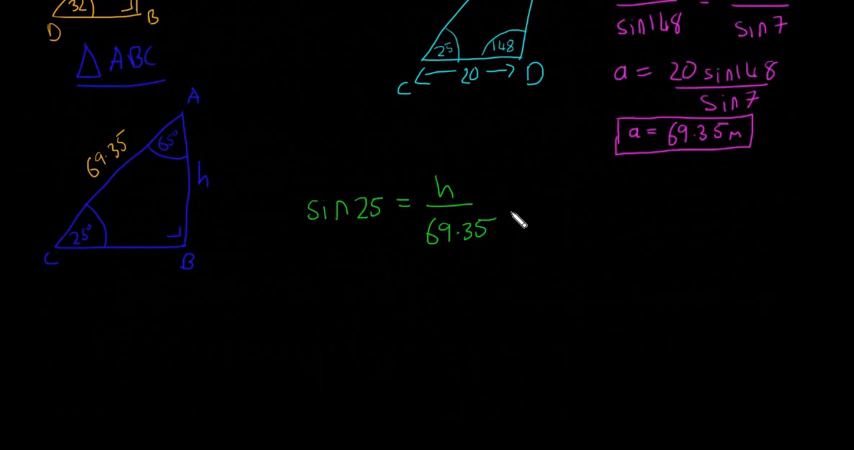 32
D B
Δ ABC
A
69.35
65°
h
25°
C B
25 148
C ← 20 → D
sin 25 = h / 69.35
sin148 = sin7
a = 20 sin148 / sin7
a = 69.35m